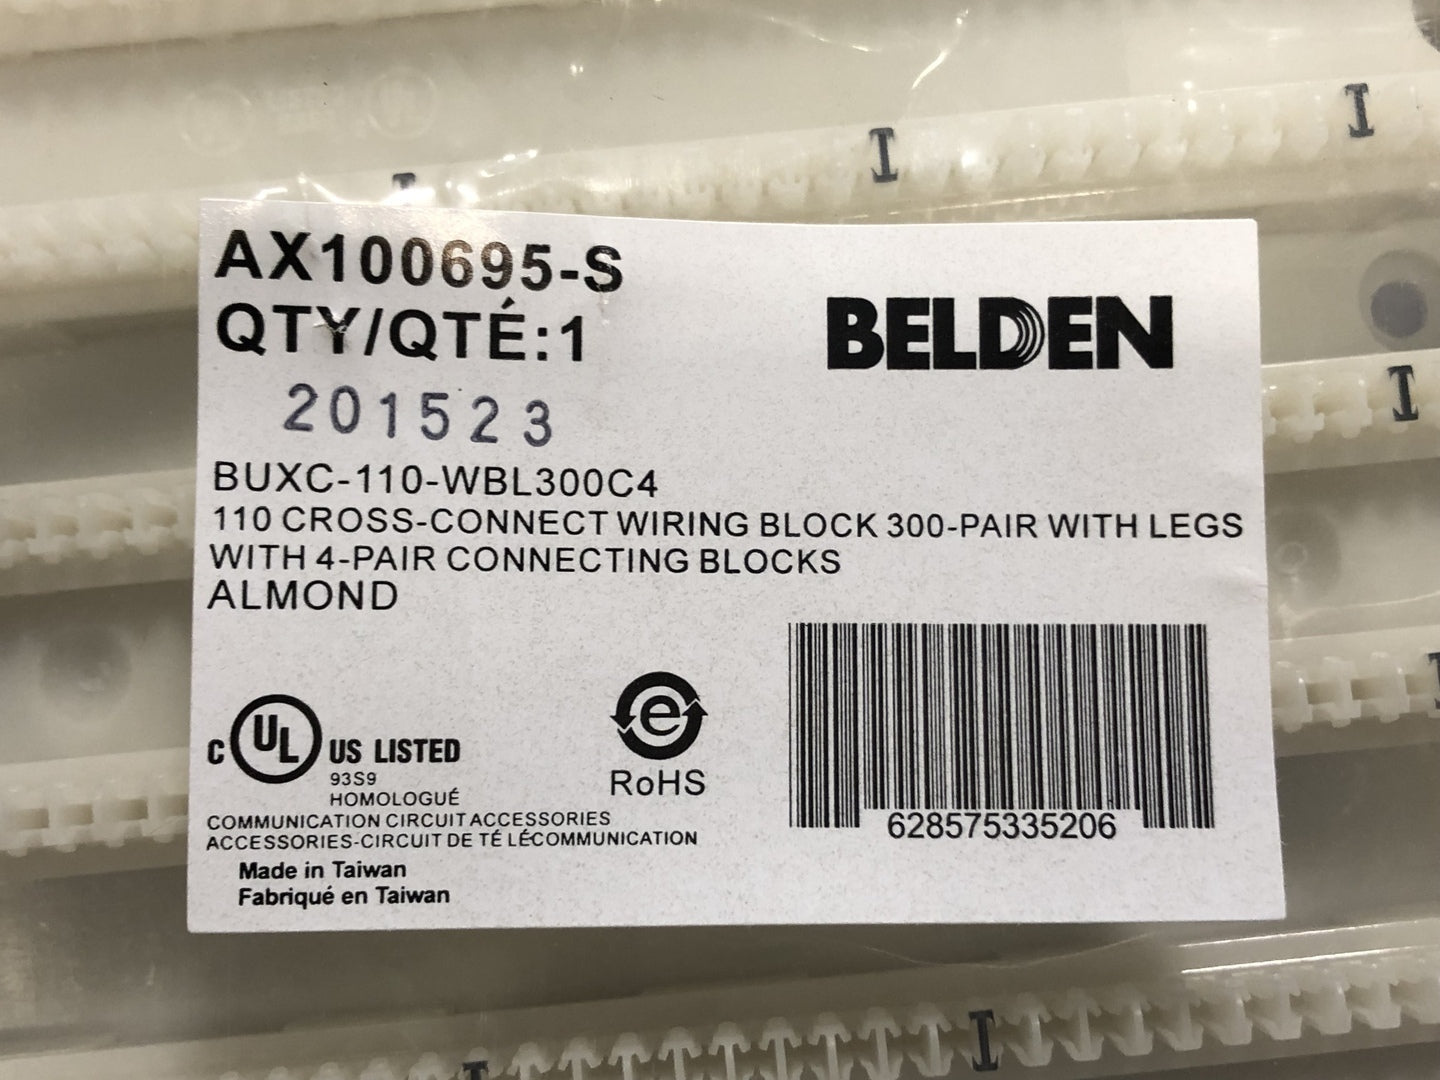 AX100695-S
QTY/QTÉ:1
BELDEN
201523
BUXC-110-WBL300C4
110 CROSS-CONNECT WIRING BLOCK 300-PAIR WITH LEGS
WITH 4-PAIR CONNECTING BLOCKS
ALMOND
C UL US LISTED
93S9
HOMOLOGUÉ
e
RoHS
COMMUNICATION CIRCUIT ACCESSORIES
ACCESSORIES-CIRCUIT DE TÉ LÉCOMMUNICATION
628575335206
Made in Taiwan
Fabriqué en Taiwan